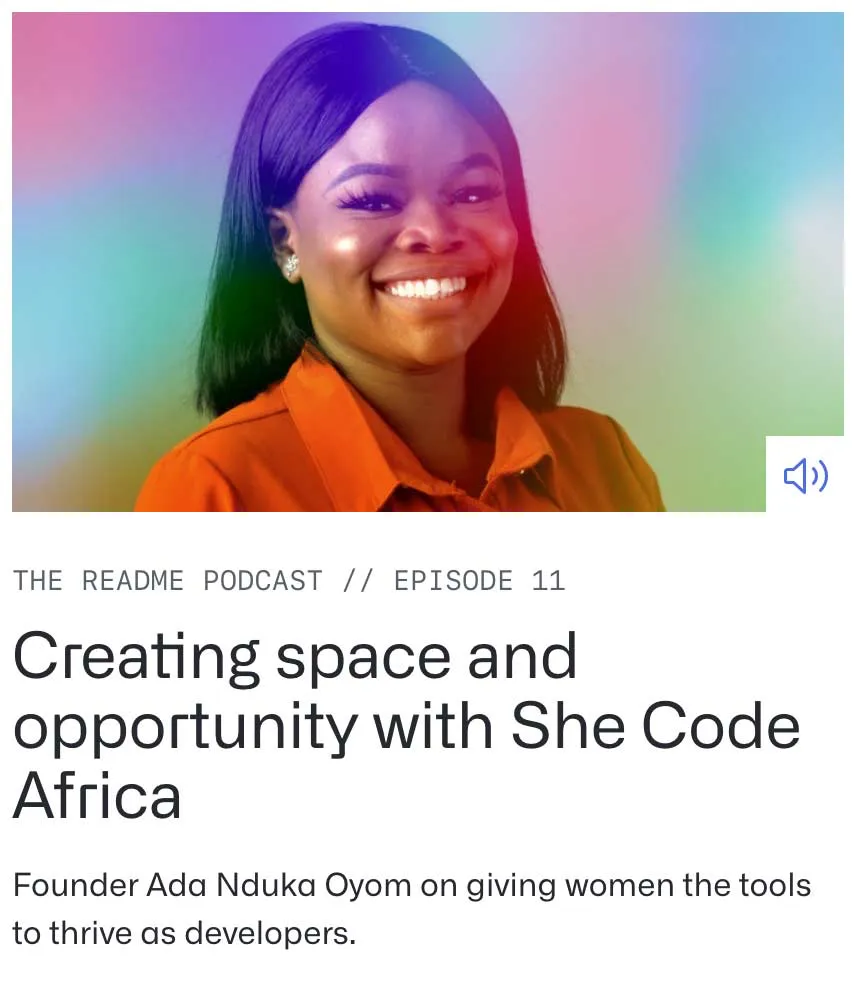 THE README PODCAST // EPISODE 11
Creating space and
opportunity with She Code
Africa
Founder Ada Nduka Oyom on giving women the tools
to thrive as developers.